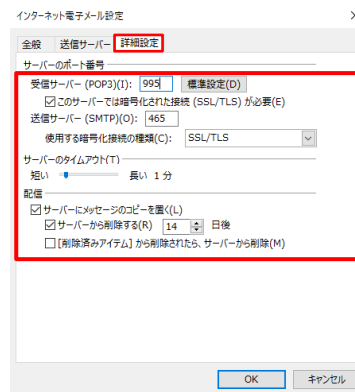 インターネット電子メール設定
全般 送信サーバー 詳細設定
サーバーのポート番号
受信サーバー (POP3)(I): 995 標準設定(D)
このサーバーでは暗号化された接続 (SSL/TLS) が必要(E)
送信サーバー (SMTP)(O): 465
使用する暗号化接続の種類(C): SSL/TLS
サーバーのタイムアウト(T)
短い 長い 1 分
配信
サーバーにメッセージのコピーを置く(L)
サーバーから削除する(R) 14 日後
[削除済みアイテム] から削除されたら、サーバーから削除(M)
OK キャンセル